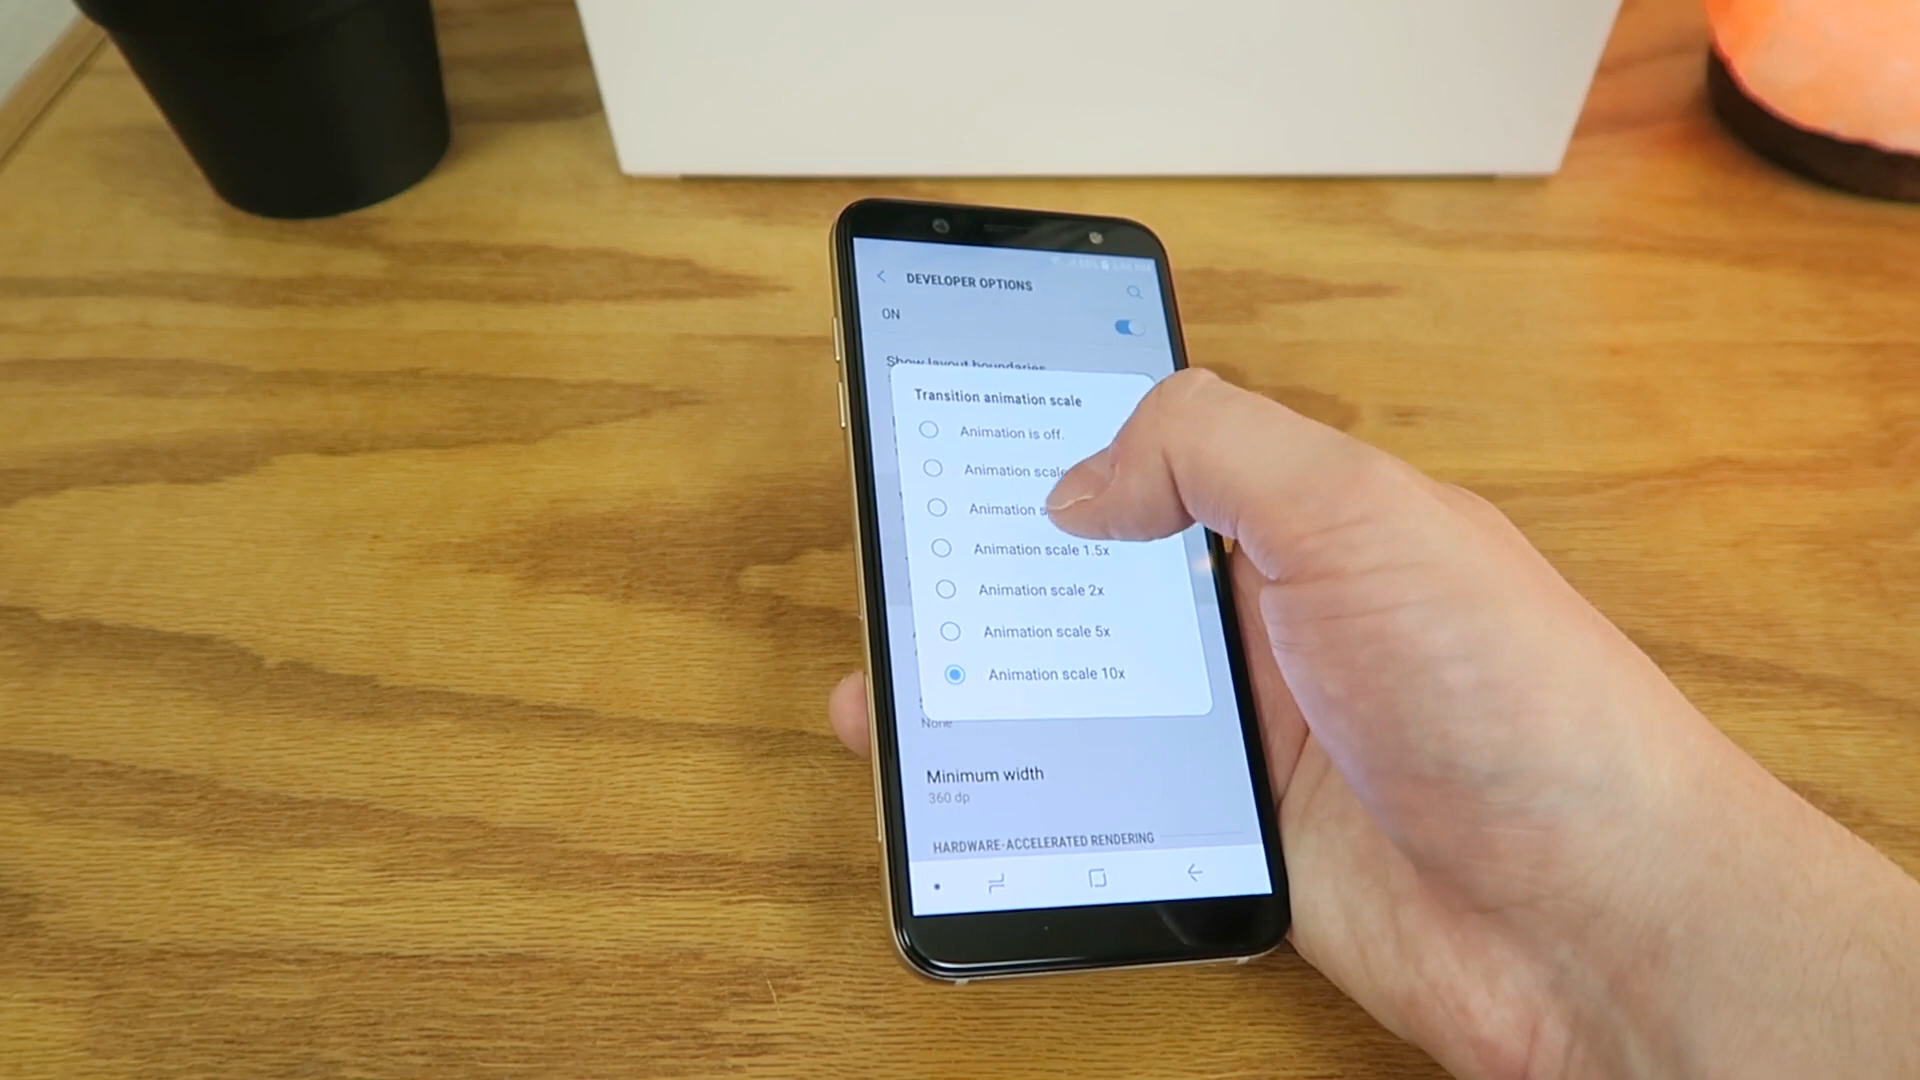 DEVELOPER OPTIONS
ON
Show layout boundaries
Transition animation scale
Animation is off.
Animation scale
Animation
Animation scale 1.5x
Animation scale 2x
Animation scale 5x
Animation scale 10x
None
Minimum width
360 dp
HARDWARE-ACCELERATED RENDERING